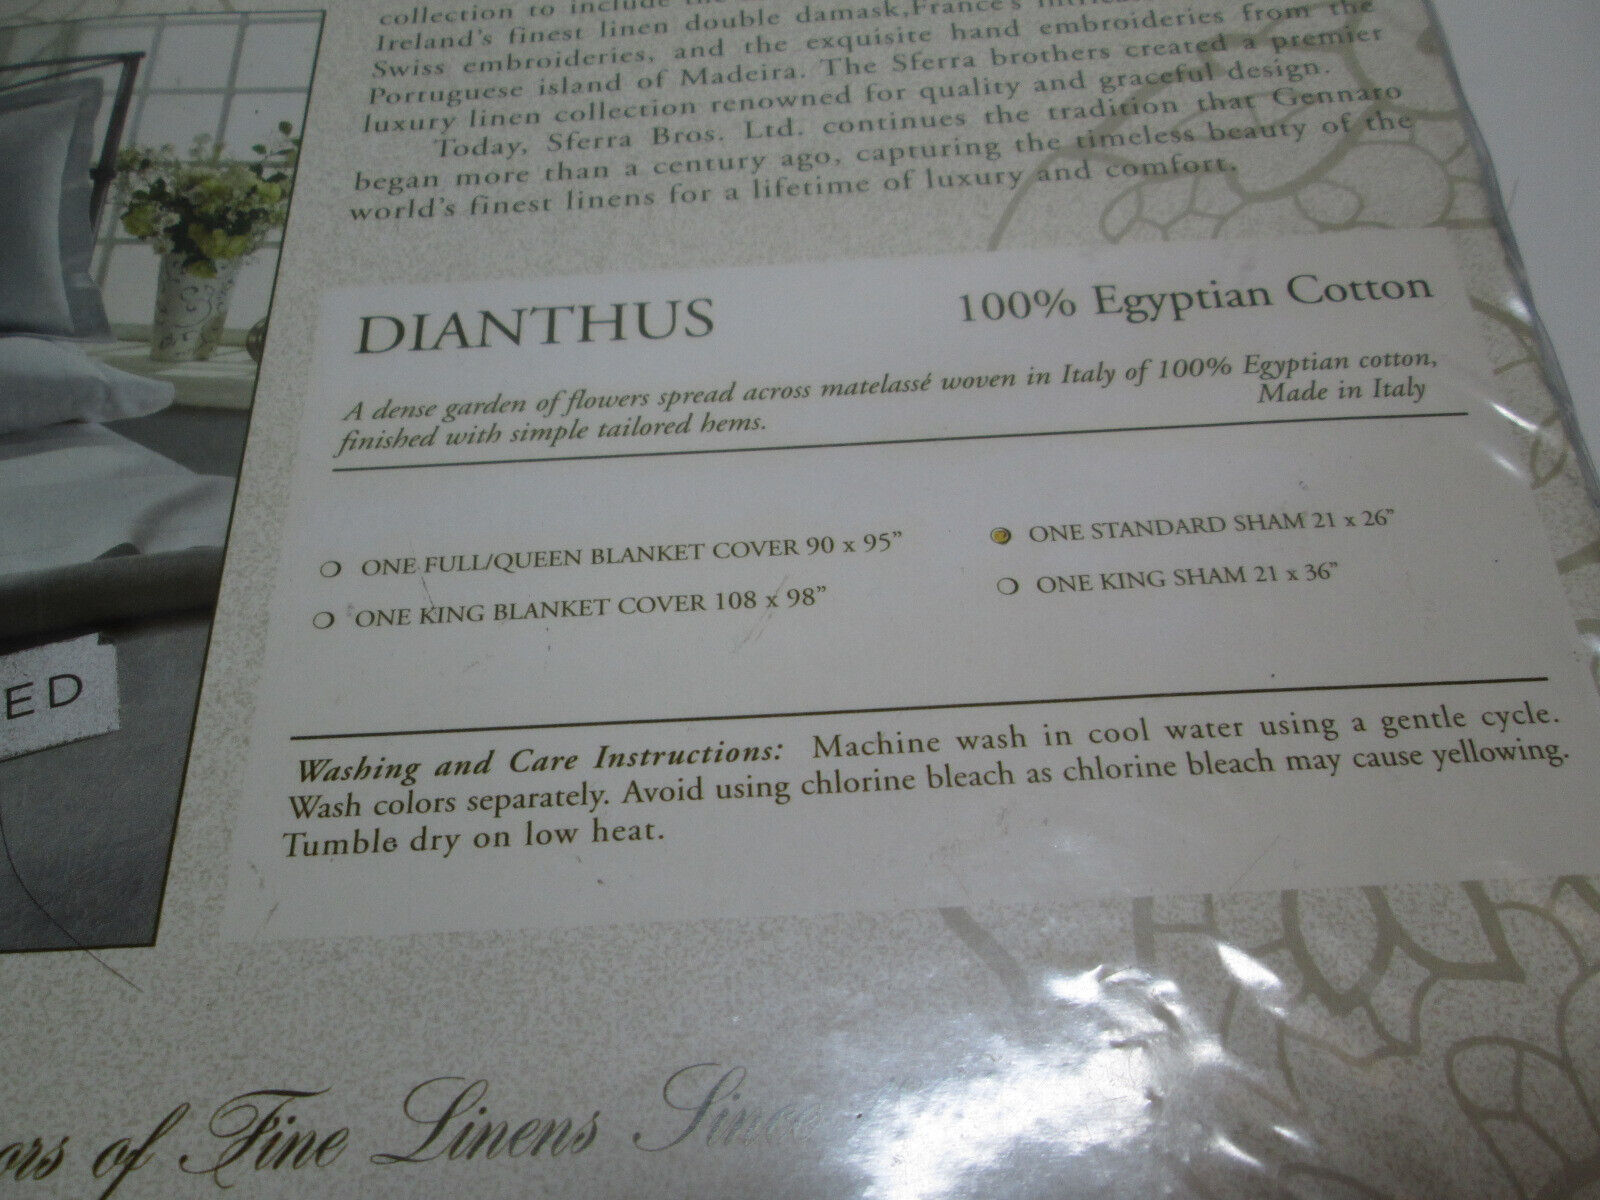 collection to include the
Ireland's finest linen double damask, France's
Swiss embroideries, and the exquisite hand embroideries from the
Portuguese island of Madeira. The Sferra brothers created a premier
luxury linen collection renowned for quality and graceful design.
Today, Sferra Bros. Ltd. continues the tradition that Gennaro
began more than a century ago, capturing the timeless beauty of the
world's finest linens for a lifetime of luxury and comfort.
DIANTHUS 100% Egyptian Cotton
A dense garden of flowers spread across matelassé woven in Italy of 100% Egyptian cotton,
finished with simple tailored hems. Made in Italy
ONE FULL/QUEEN BLANKET COVER 90 x 95" ONE STANDARD SHAM 21 x 26"
ONE KING BLANKET COVER 108 x 98" ONE KING SHAM 21 x 36"
Washing and Care Instructions: Machine wash in cool water using a gentle cycle.
Wash colors separately. Avoid using chlorine bleach as chlorine bleach may cause yellowing.
Tumble dry on low heat.
ED
ors of Fine Linens Since